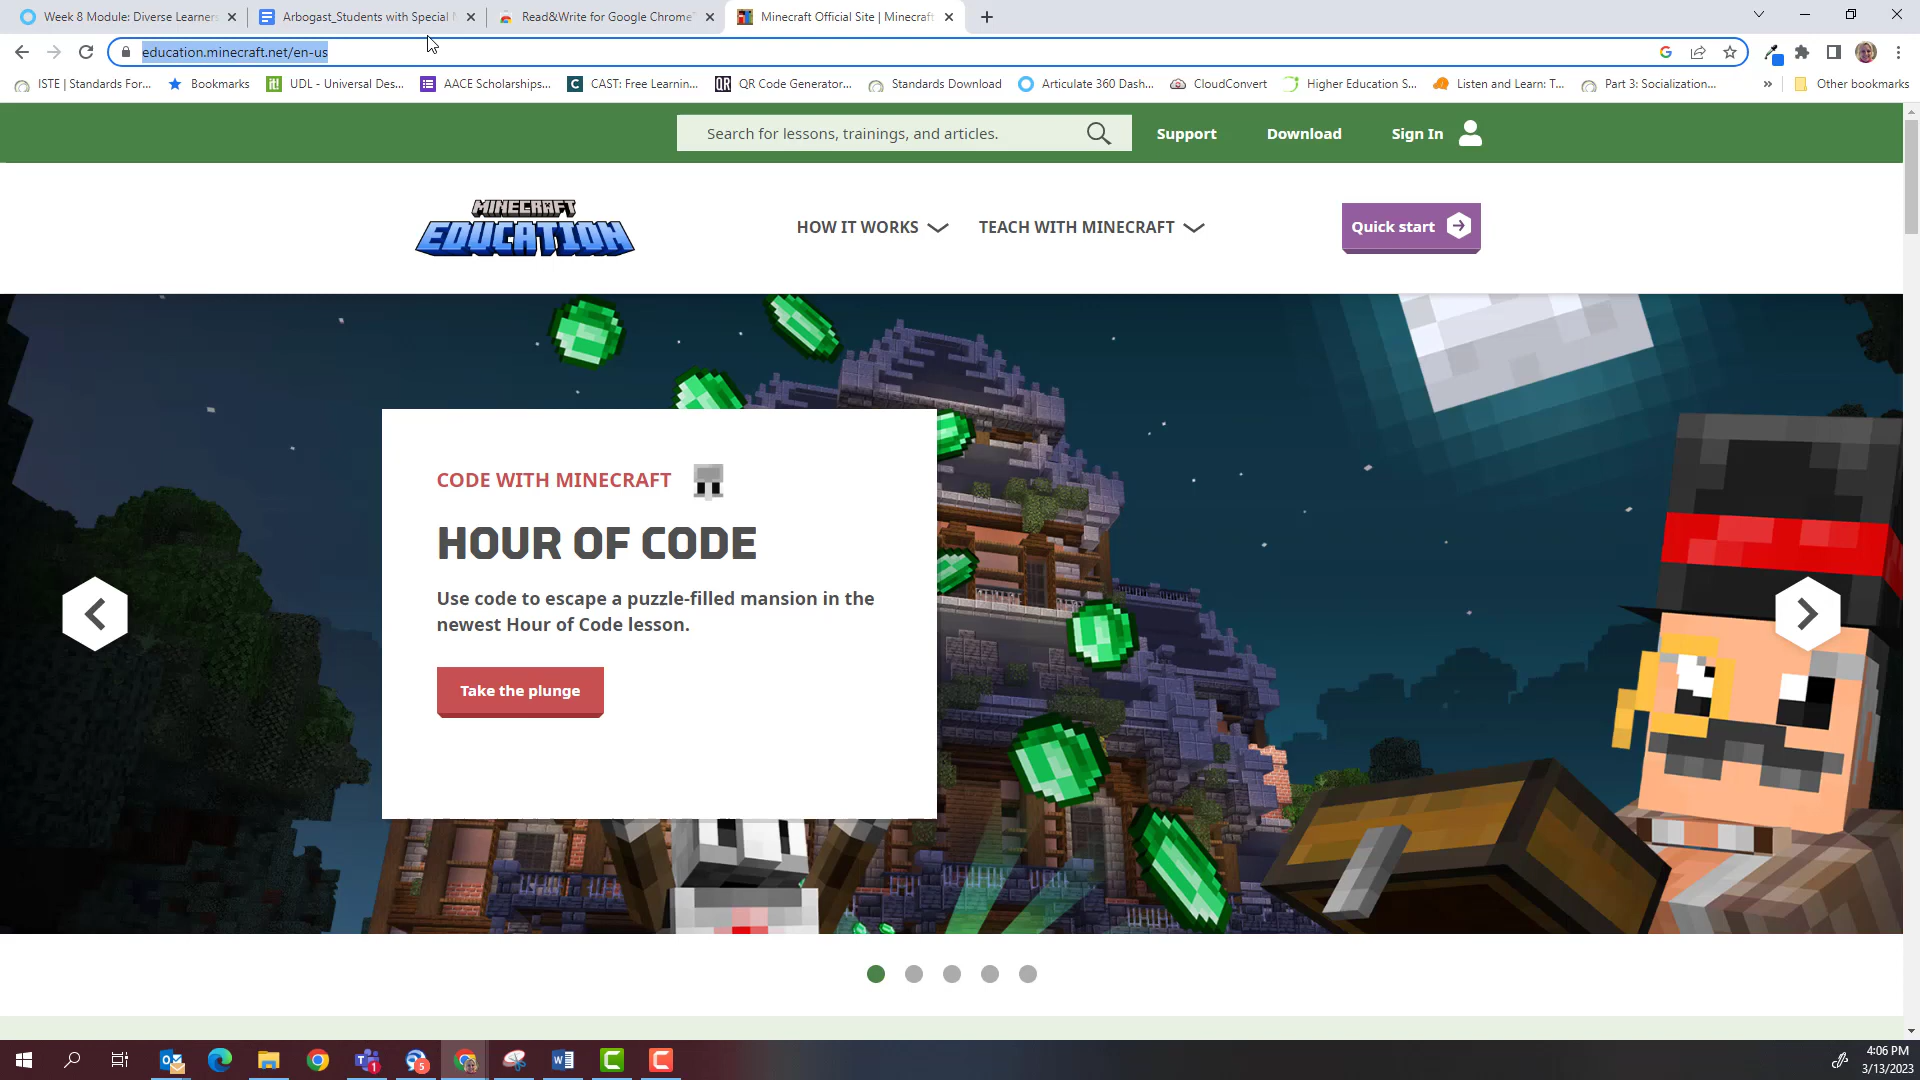 Week 8 Module: Diverse Learners
Arbogast_Students with Special
Read&Write for Google Chrome™
Minecraft Official Site | Minecraft
education.minecraft.net/en-us
ISTE | Standards For...
Bookmarks
UDL - Universal Des...
AACE Scholarships...
CAST: Free Learnin...
QR Code Generator...
Standards Download
Articulate 360 Dash...
CloudConvert
Higher Education S...
Listen and Learn: T...
Part 3: Socialization...
»
Other bookmarks
Search for lessons, trainings, and articles.
Support
Download
Sign In
MINECRAFT
EDUCATION
HOW IT WORKS
TEACH WITH MINECRAFT
Quick start
CODE WITH MINECRAFT
HOUR OF CODE
Use code to escape a puzzle-filled mansion in the
newest Hour of Code lesson.
Take the plunge
4:06 PM
3/13/2023